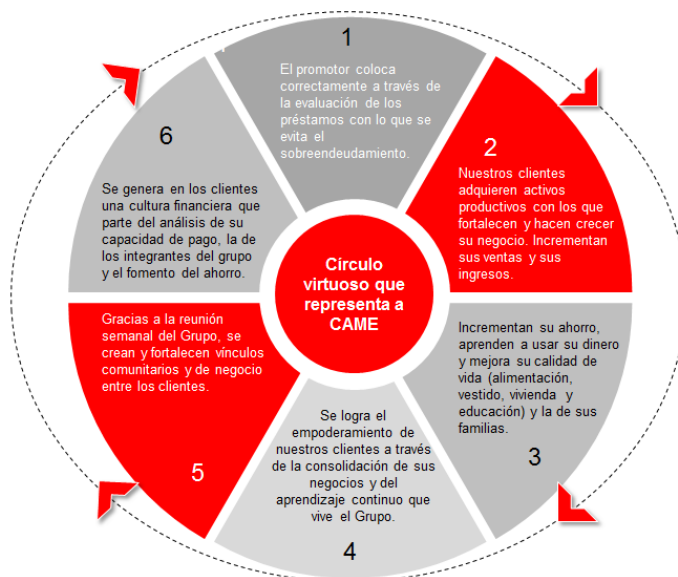 1
El promotor coloca
correctamente a través de
la evaluación de los
préstamos con lo que se
evita el
sobreendeudamiento.
2
Nuestros clientes
adquieren activos
productivos con los que
fortalecen y hacen crecer
su negocio. Incrementan
sus ventas y sus
ingresos.
Incrementan su ahorro,
aprenden a usar su dinero
y mejora su calidad de
vida (alimentación,
vestido, vivienda y
educación) y la de sus
familias.
3
Se logra el
empoderamiento de
nuestros clientes a través
de la consolidación de sus
negocios y del
aprendizaje continuo que
vive el Grupo.
4
Gracias a la reunión
semanal del Grupo, se
crean y fortalecen vínculos
comunitarios y de negocio
entre los clientes.
5
6
Se genera en los clientes
una cultura financiera que
parte del análisis de su
capacidad de pago, la de
los integrantes del grupo
y el fomento del ahorro.
Círculo
virtuoso que
representa a
CAME